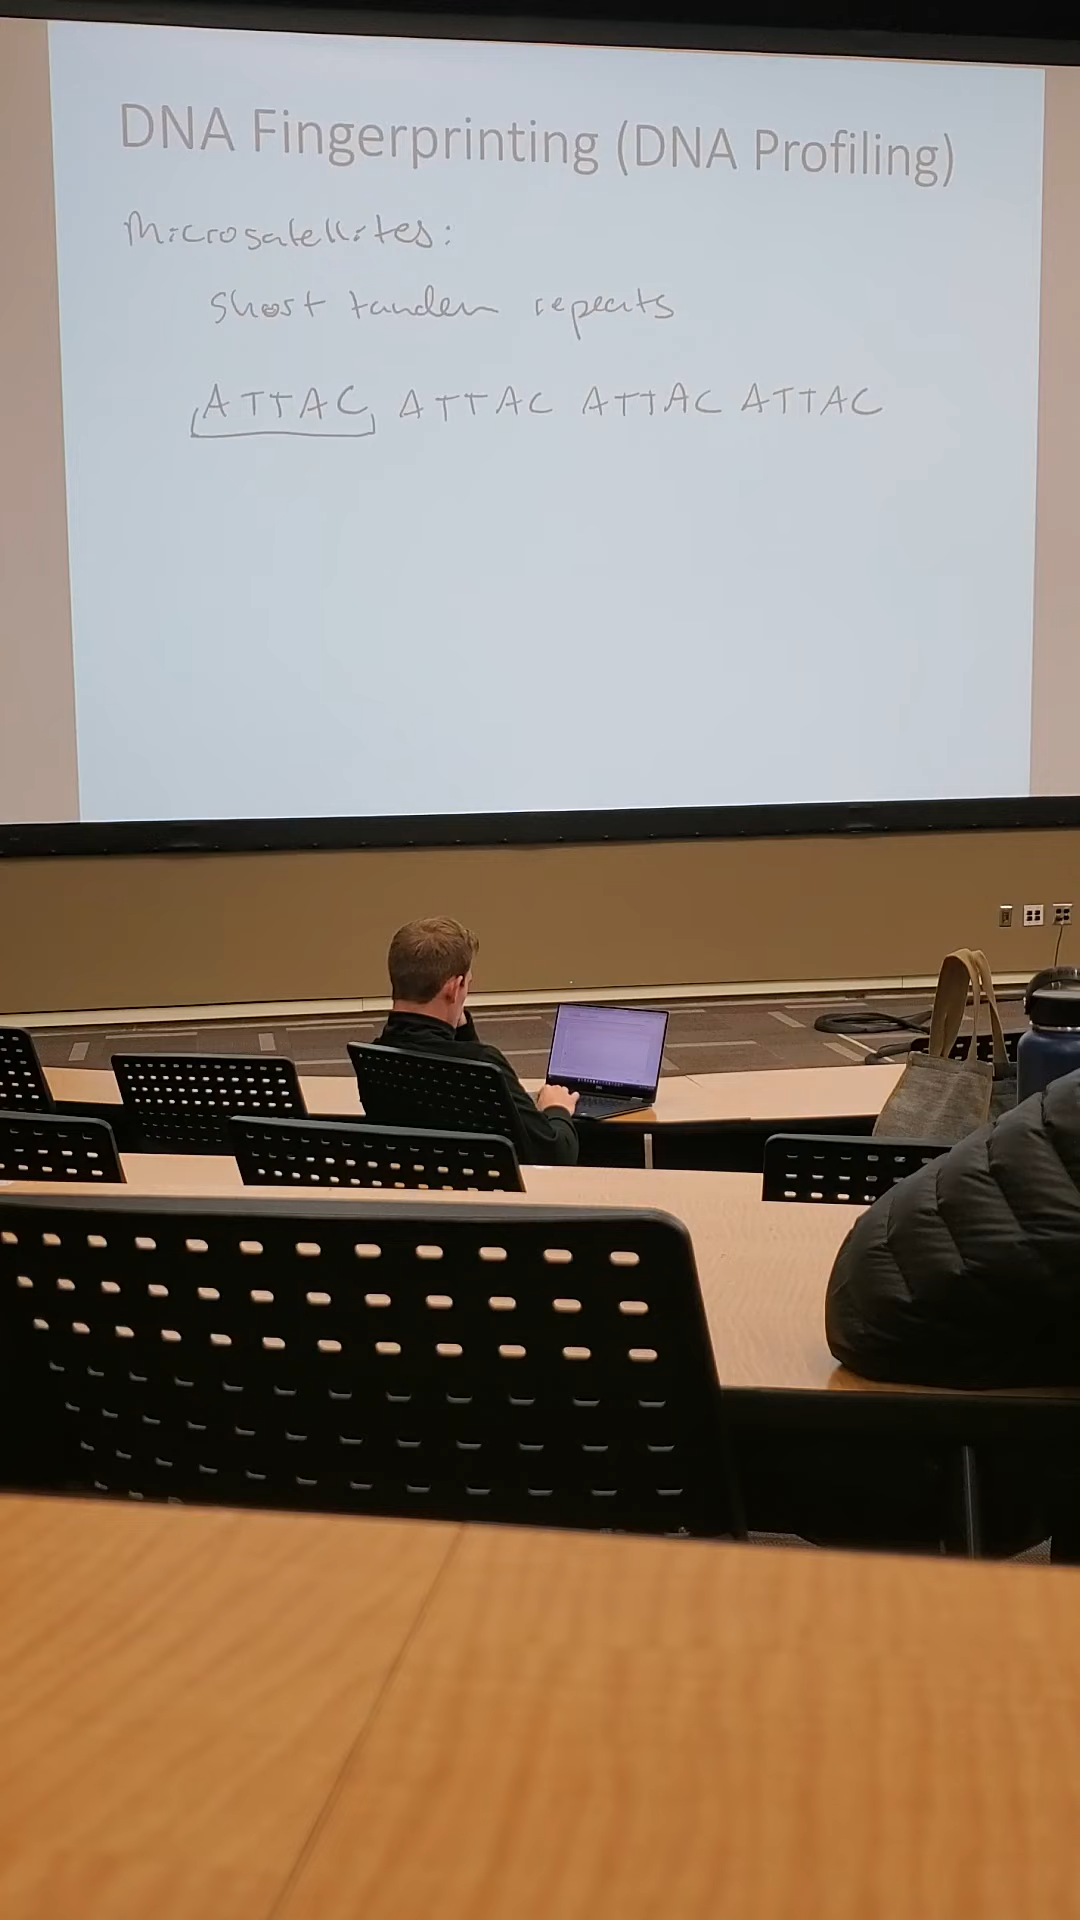 DNA Fingerprinting (DNA Profiling)
Microsatellites:
Short tandem repeats
ATTAC ATTAC ATTAC ATTAC